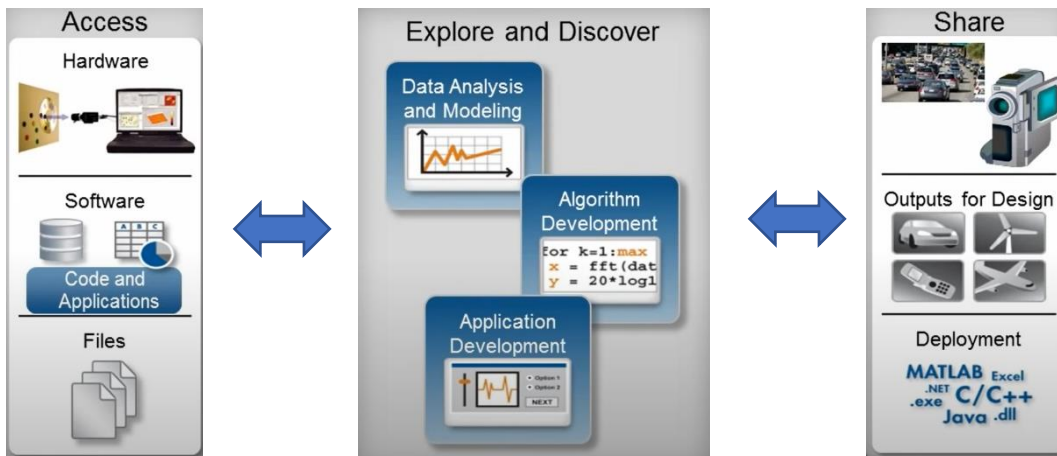 Access
Hardware
Software
A B C
Code and
Applications
Files
Explore and Discover
Data Analysis
and Modeling
Algorithm
Development
for k=1:max
x = fft(dat
y = 20*log1
Application
Development
Option 1
Option 2
NEXT
Share
Outputs for Design
Deployment
MATLAB Excel
.NET C/C++
.exe
Java .dll